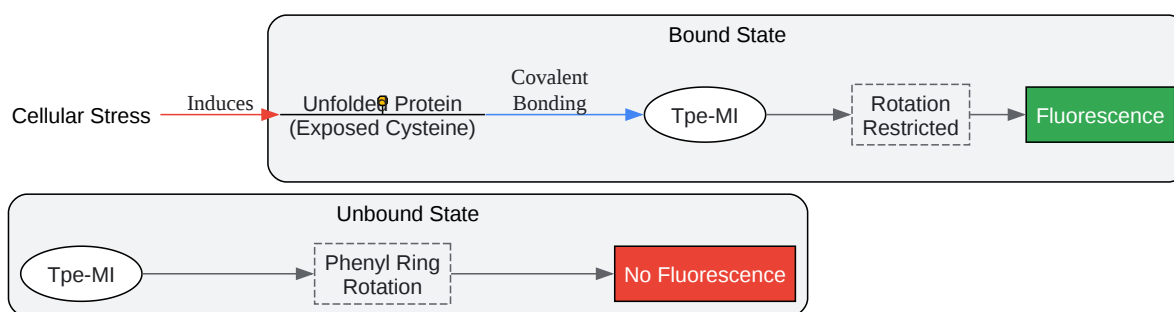 Bound State
Cellular Stress
Induces
Unfolded Protein
(Exposed Cysteine)
Covalent
Bonding
Tpe-MI
Rotation
Restricted
Fluorescence
Unbound State
Tpe-MI
Phenyl Ring
Rotation
No Fluorescence